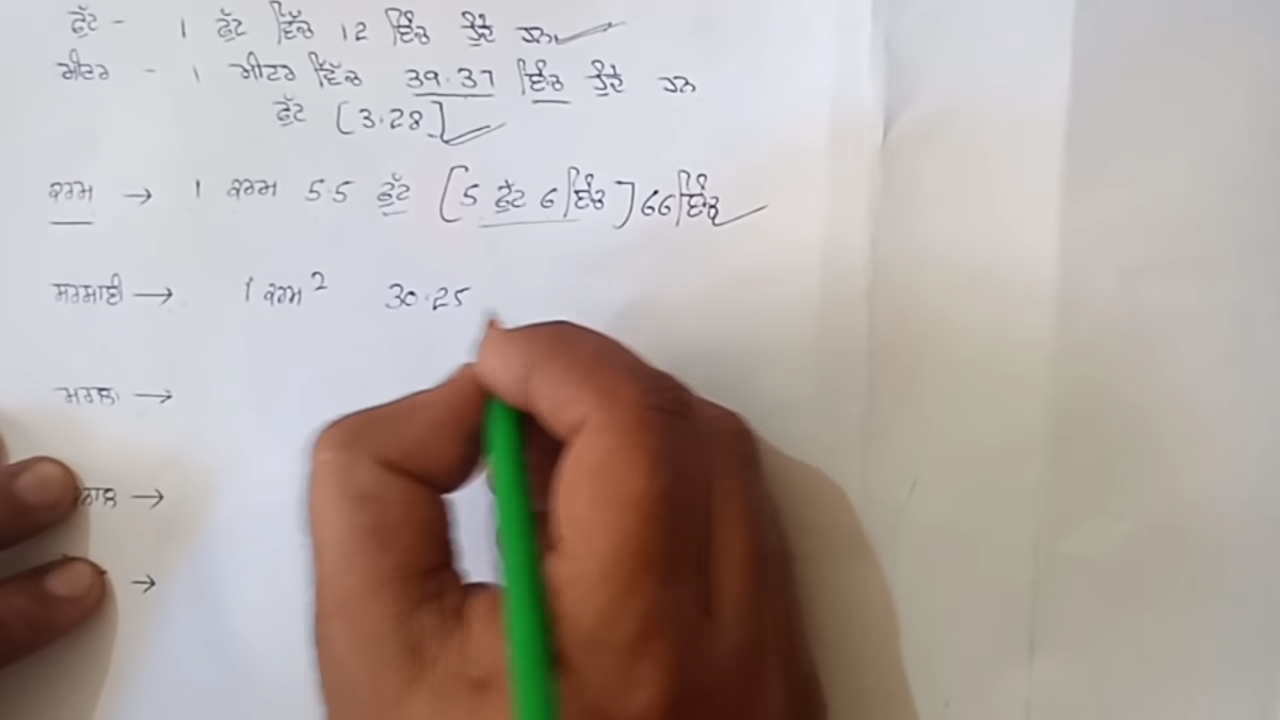 ਫੁੱਟ - 1 ਫੁੱਟ ਵਿੱਚ 12 ਇੰਚ ਹੁੰਦੇ ਹਨ
ਮੀਟਰ - 1 ਮੀਟਰ ਵਿੱਚ 39.37 ਇੰਚ ਹੁੰਦੇ ਹਨ
ਫੁੱਟ [3.28]
ਕਰਮ → 1 ਕਰਮ 5.5 ਫੁੱਟ [5 ਫੁੱਟ 6 ਇੰਚ] 66 ਇੰਚ
ਸਰਸਾਈ → 1 ਕਰਮ² 30.25
ਮਰਲਾ →
→
→